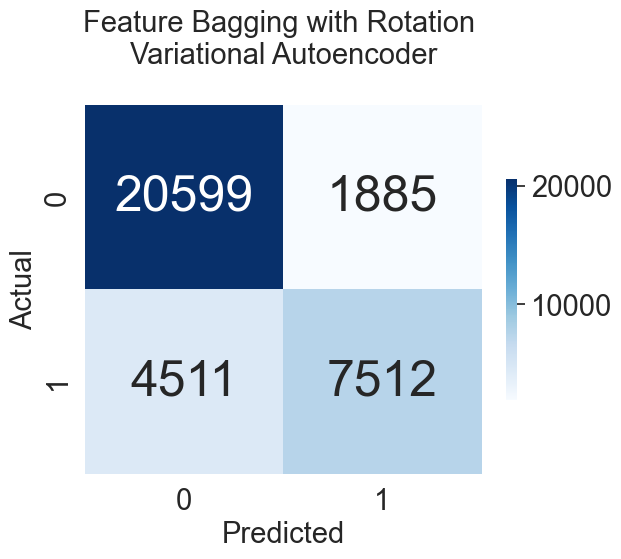 Feature Bagging with Rotation
Variational Autoencoder
20599 1885
4511 7512
0
1
Actual
0 1
Predicted
20000
10000